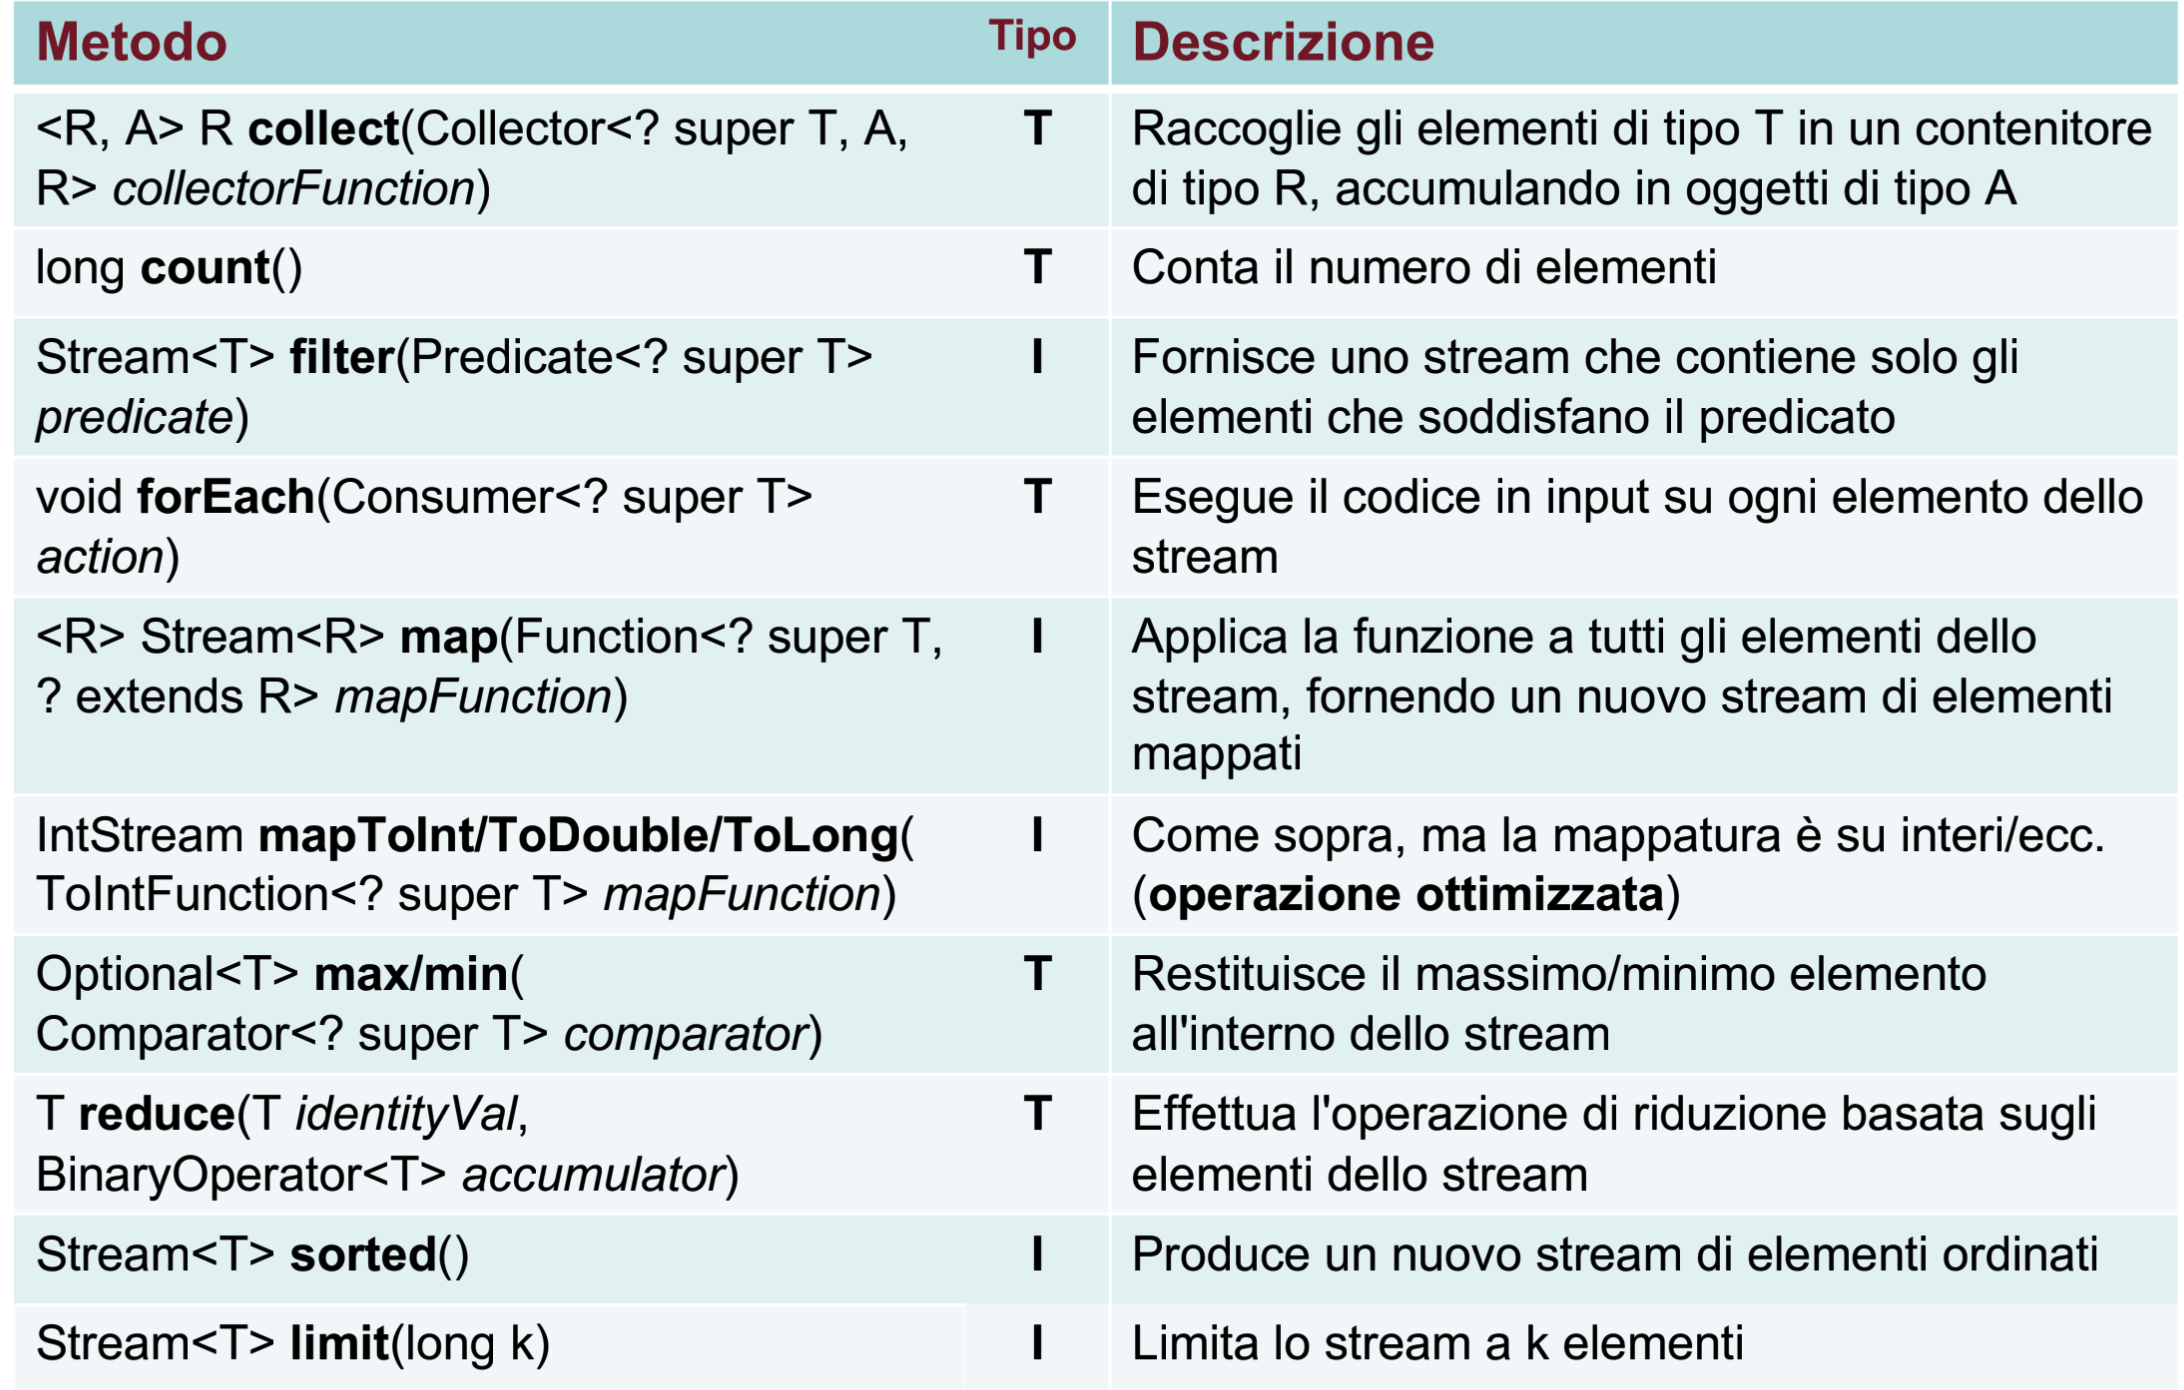 Metodo Tipo Descrizione
<R, A> R collect(Collector<? super T, A, T Raccoglie gli elementi di tipo T in un contenitore
R> collectorFunction) di tipo R, accumulando in oggetti di tipo A
long count() T Conta il numero di elementi
Stream<T> filter(Predicate<? super T> I Fornisce uno stream che contiene solo gli
predicate) elementi che soddisfano il predicato
void forEach(Consumer<? super T> T Esegue il codice in input su ogni elemento dello
action) stream
<R> Stream<R> map(Function<? super T, I Applica la funzione a tutti gli elementi dello
? extends R> mapFunction) stream, fornendo un nuovo stream di elementi
mappati
IntStream mapToInt/ToDouble/ToLong( I Come sopra, ma la mappatura è su interi/ecc.
ToIntFunction<? super T> mapFunction) (operazione ottimizzata)
Optional<T> max/min( T Restituisce il massimo/minimo elemento
Comparator<? super T> comparator) all'interno dello stream
T reduce(T identityVal, T Effettua l'operazione di riduzione basata sugli
BinaryOperator<T> accumulator) elementi dello stream
Stream<T> sorted() I Produce un nuovo stream di elementi ordinati
Stream<T> limit(long k) I Limita lo stream a k elementi